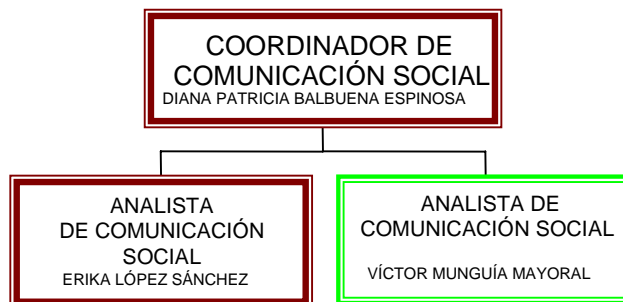 COORDINADOR DE
COMUNICACIÓN SOCIAL
DIANA PATRICIA BALBUENA ESPINOSA
ANALISTA
DE COMUNICACIÓN
SOCIAL
ERIKA LÓPEZ SÁNCHEZ
ANALISTA DE
COMUNICACIÓN SOCIAL
VÍCTOR MUNGUÍA MAYORAL